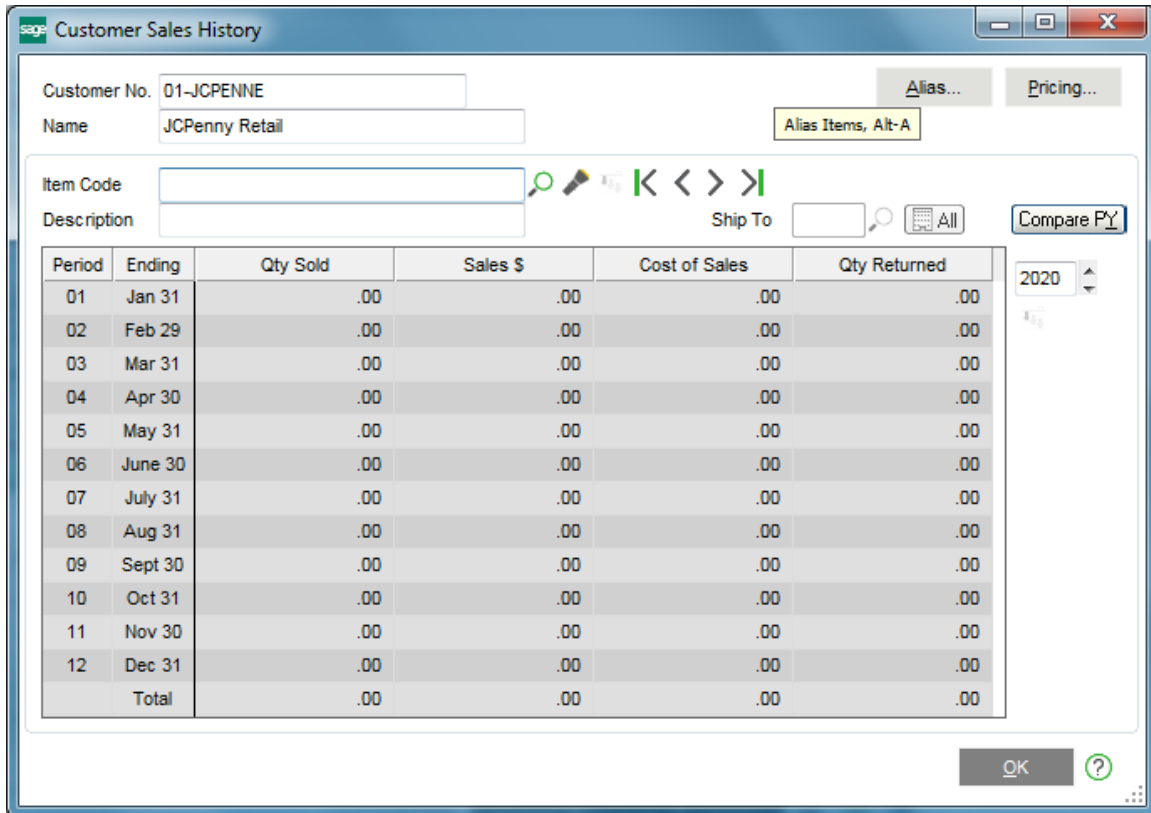 sage Customer Sales History
Customer No. 01-JCPENNE Alias... Pricing...
Name JCPenny Retail Alias Items, Alt-A
Item Code
Description Ship To All Compare PY
Period Ending Qty Sold Sales $ Cost of Sales Qty Returned 2020
01 Jan 31 .00 .00 .00 .00
02 Feb 29 .00 .00 .00 .00
03 Mar 31 .00 .00 .00 .00
04 Apr 30 .00 .00 .00 .00
05 May 31 .00 .00 .00 .00
06 June 30 .00 .00 .00 .00
07 July 31 .00 .00 .00 .00
08 Aug 31 .00 .00 .00 .00
09 Sept 30 .00 .00 .00 .00
10 Oct 31 .00 .00 .00 .00
11 Nov 30 .00 .00 .00 .00
12 Dec 31 .00 .00 .00 .00
Total .00 .00 .00 .00
OK ?